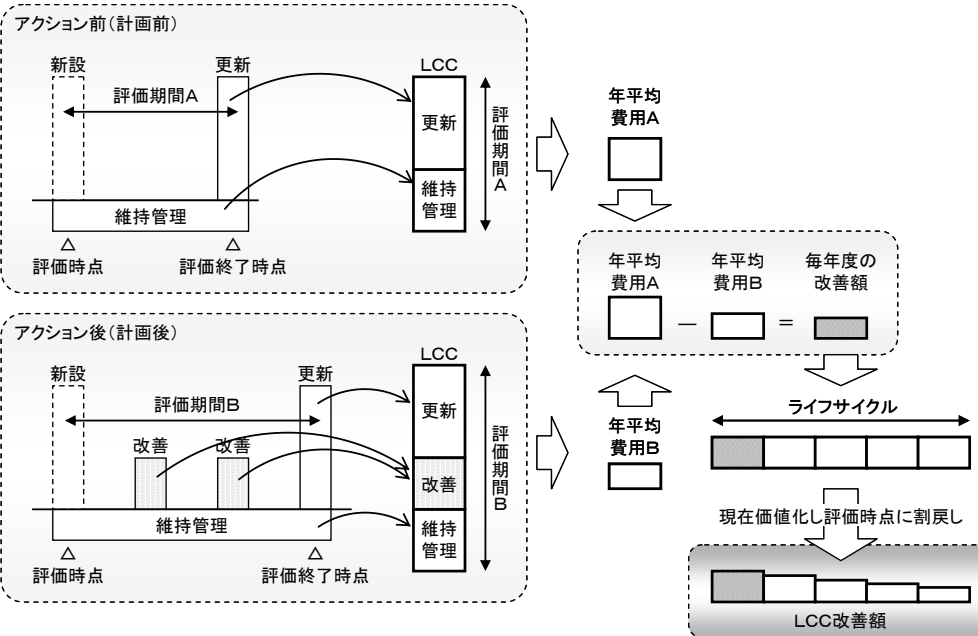 アクション前(計画前)
新設
更新
評価期間A
維持管理
△
評価時点
△
評価終了時点
LCC
更新
維持
管理
評価期間A
年平均
費用A
アクション後(計画後)
新設
更新
評価期間B
改善
改善
維持管理
△
評価時点
△
評価終了時点
LCC
更新
改善
維持
管理
評価期間B
年平均
費用B
年平均
費用A
－
年平均
費用B
＝
毎年度の
改善額
ライフサイクル
現在価値化し評価時点に割戻し
LCC改善額